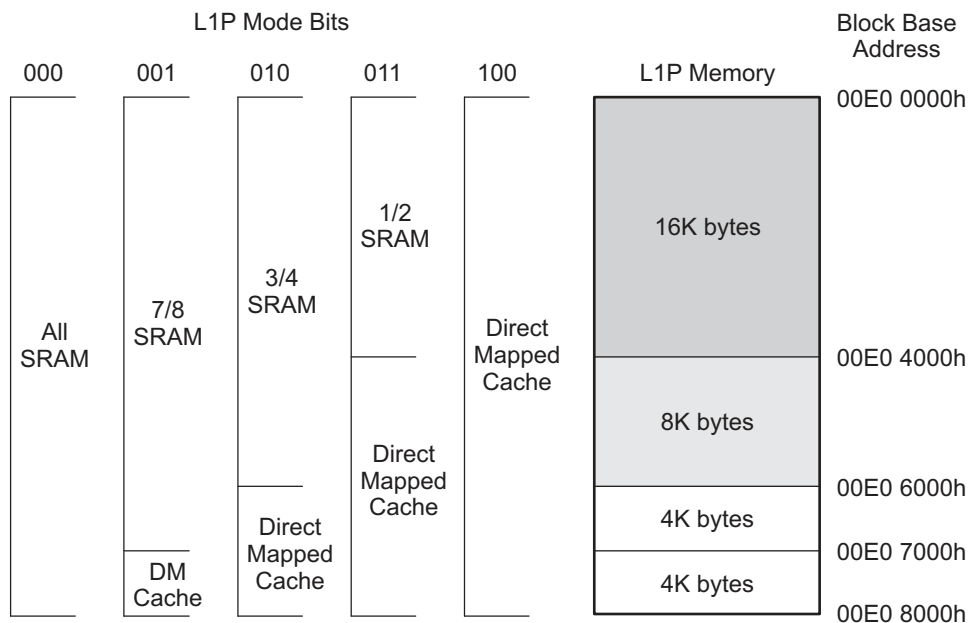 L1P Mode Bits
Block Base
Address
000 001 010 011 100 L1P Memory
00E0 0000h
1/2
SRAM
16K bytes
3/4
SRAM
7/8
SRAM
All
SRAM
Direct
Mapped
Cache
00E0 4000h
8K bytes
Direct
Mapped
Cache
00E0 6000h
4K bytes
Direct
Mapped
Cache
00E0 7000h
DM
Cache
4K bytes
00E0 8000h